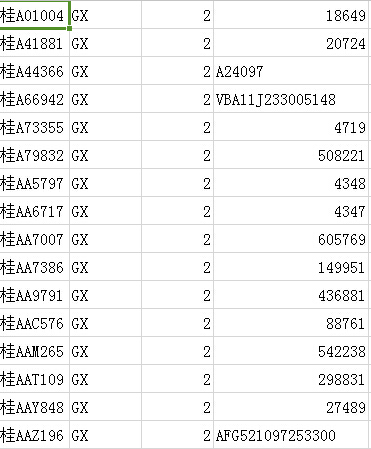 桂A01004 GX 2 18649
桂A41881 GX 2 20724
桂A44366 GX 2 A24097
桂A66942 GX 2 VBA11J233005148
桂A73355 GX 2 4719
桂A79832 GX 2 508221
桂AA5797 GX 2 4348
桂AA6717 GX 2 4347
桂AA7007 GX 2 605769
桂AA7386 GX 2 149951
桂AA9791 GX 2 436881
桂AAC576 GX 2 88761
桂AAM265 GX 2 542238
桂AAT109 GX 2 298831
桂AAY848 GX 2 27489
桂AAZ196 GX 2 AFG521097253300